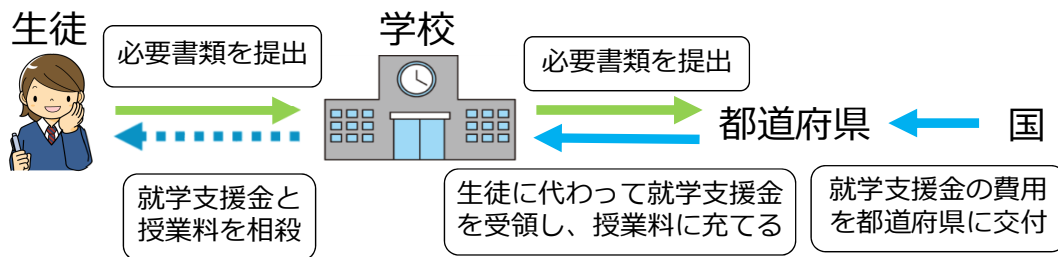 生徒
必要書類を提出
学校
必要書類を提出
都道府県
国
就学支援金と
授業料を相殺
生徒に代わって就学支援金
を受領し、授業料に充てる
就学支援金の費用
を都道府県に交付